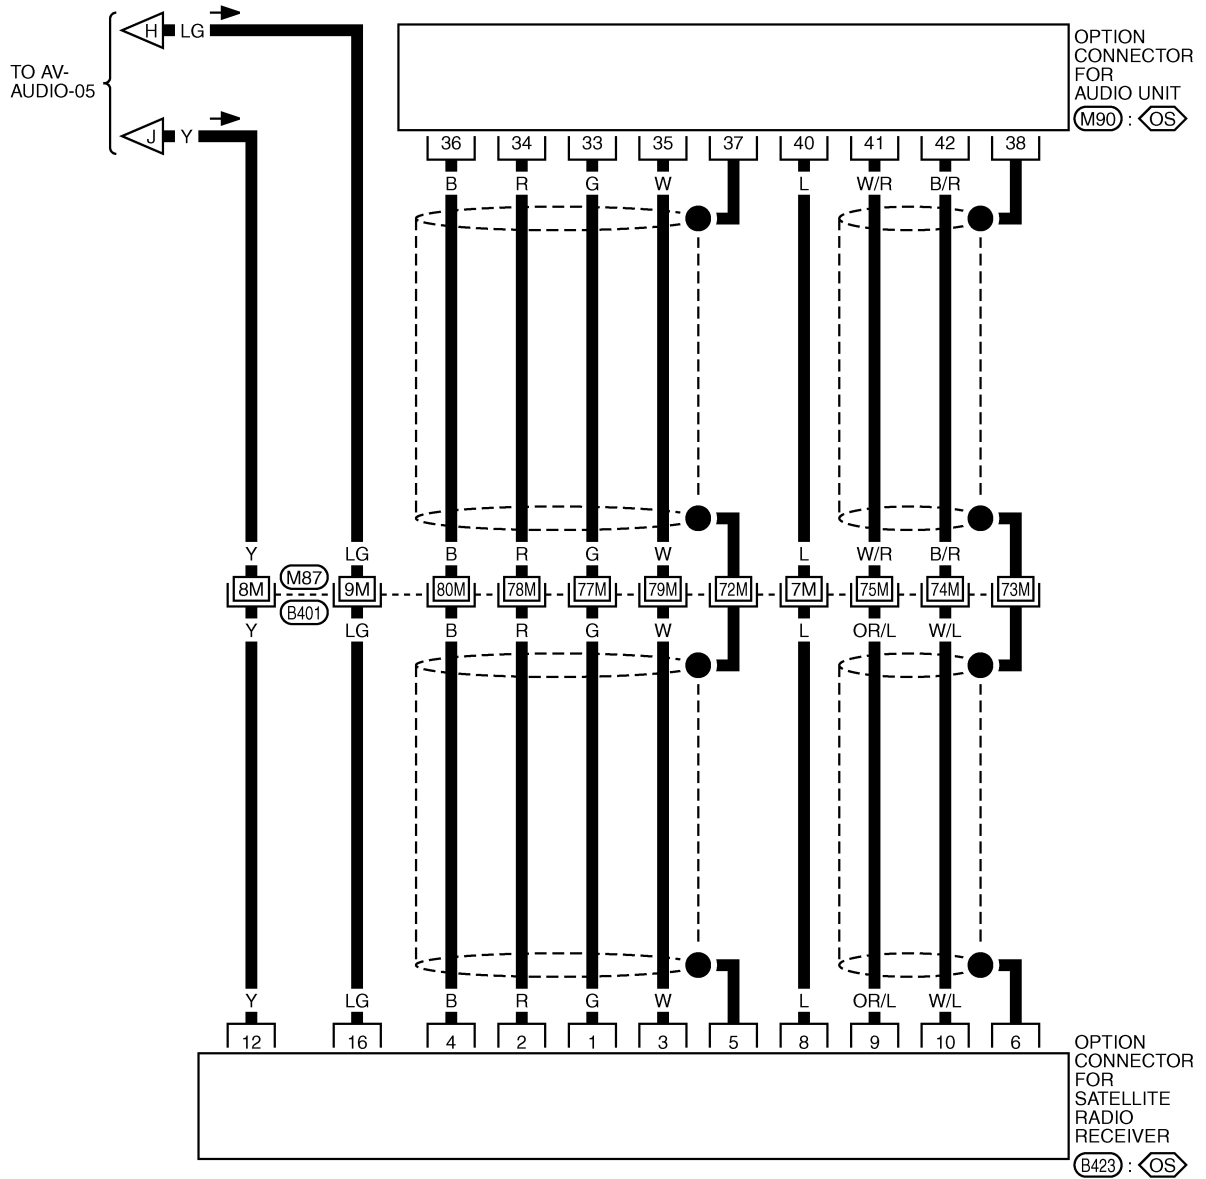 H LG
TO AV-
AUDIO-05
J Y
OPTION
CONNECTOR
FOR
AUDIO UNIT
M90 : OS
36 34 33 35 37 40 41 42 38
B R G W L W/R B/R
Y LG B R G W L W/R B/R
M87
8M 9M 80M 78M 77M 79M 72M 7M 75M 74M 73M
B401
Y LG B R G W L OR/L W/L
Y LG B R G W L OR/L W/L
12 16 4 2 1 3 5 8 9 10 6
OPTION
CONNECTOR
FOR
SATELLITE
RADIO
RECEIVER
B423 : OS